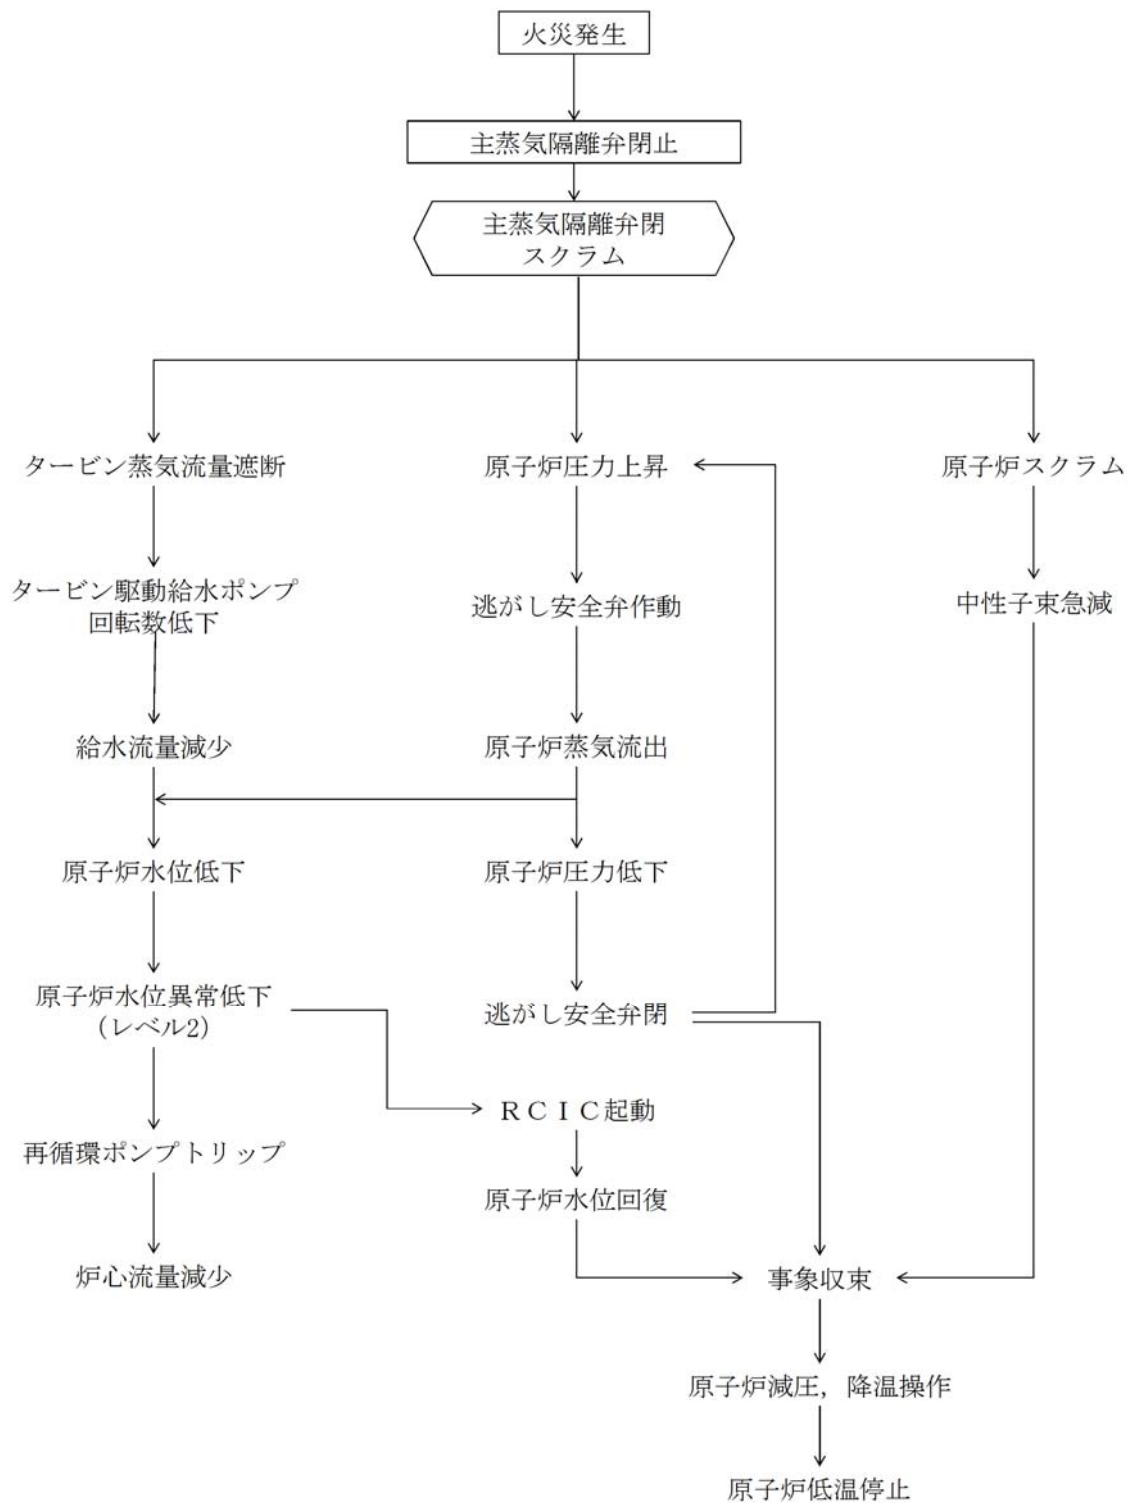 火災発生
主蒸気隔離弁閉止
主蒸気隔離弁閉
スクラム
タービン蒸気流量遮断
原子炉圧力上昇
原子炉スクラム
タービン駆動給水ポンプ
回転数低下
逃がし安全弁作動
中性子束急減
給水流量減少
原子炉蒸気流出
原子炉水位低下
原子炉圧力低下
原子炉水位異常低下
（レベル2）
逃がし安全弁閉
ＲＣＩＣ起動
再循環ポンプトリップ
原子炉水位回復
炉心流量減少
事象収束
原子炉減圧，降温操作
原子炉低温停止